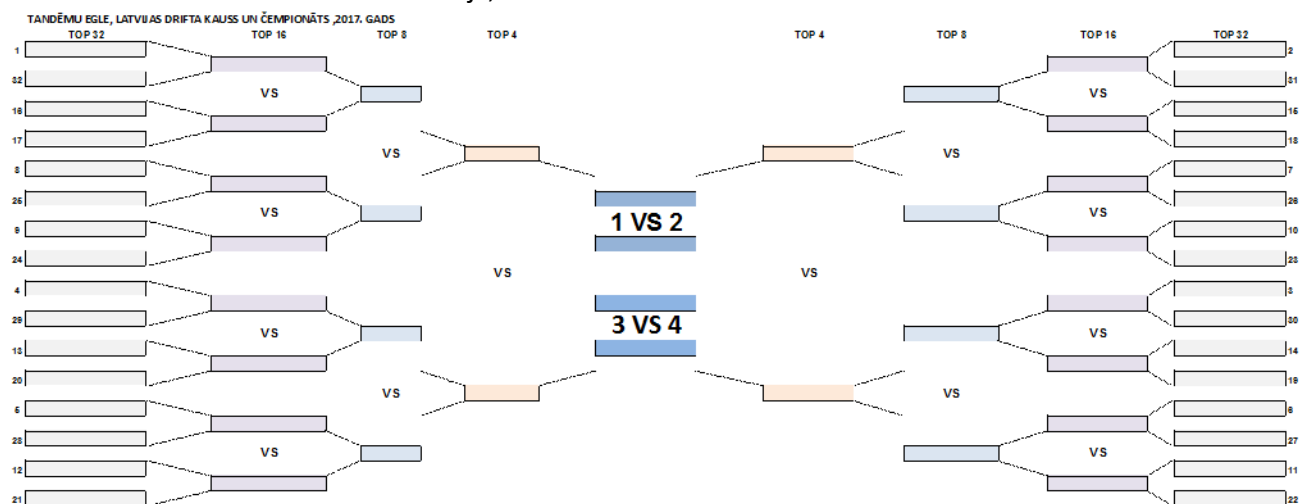 TANDĒMU EGLE, LATVIJAS DRIFTA KAUSS UN ČEMPIONĀTS ,2017. GADS
TOP 32 TOP 16 TOP 8 TOP 4 TOP 4 TOP 8 TOP 16 TOP 32
1 2
32 VS VS 31
16 15
17 18
VS VS
8 7
25 26
VS VS
9 1 VS 2 10
24 23
VS VS
4 3
29 30
3 VS 4
VS VS
13 14
20 19
VS VS
5 6
28 27
VS VS
12 11
21 22